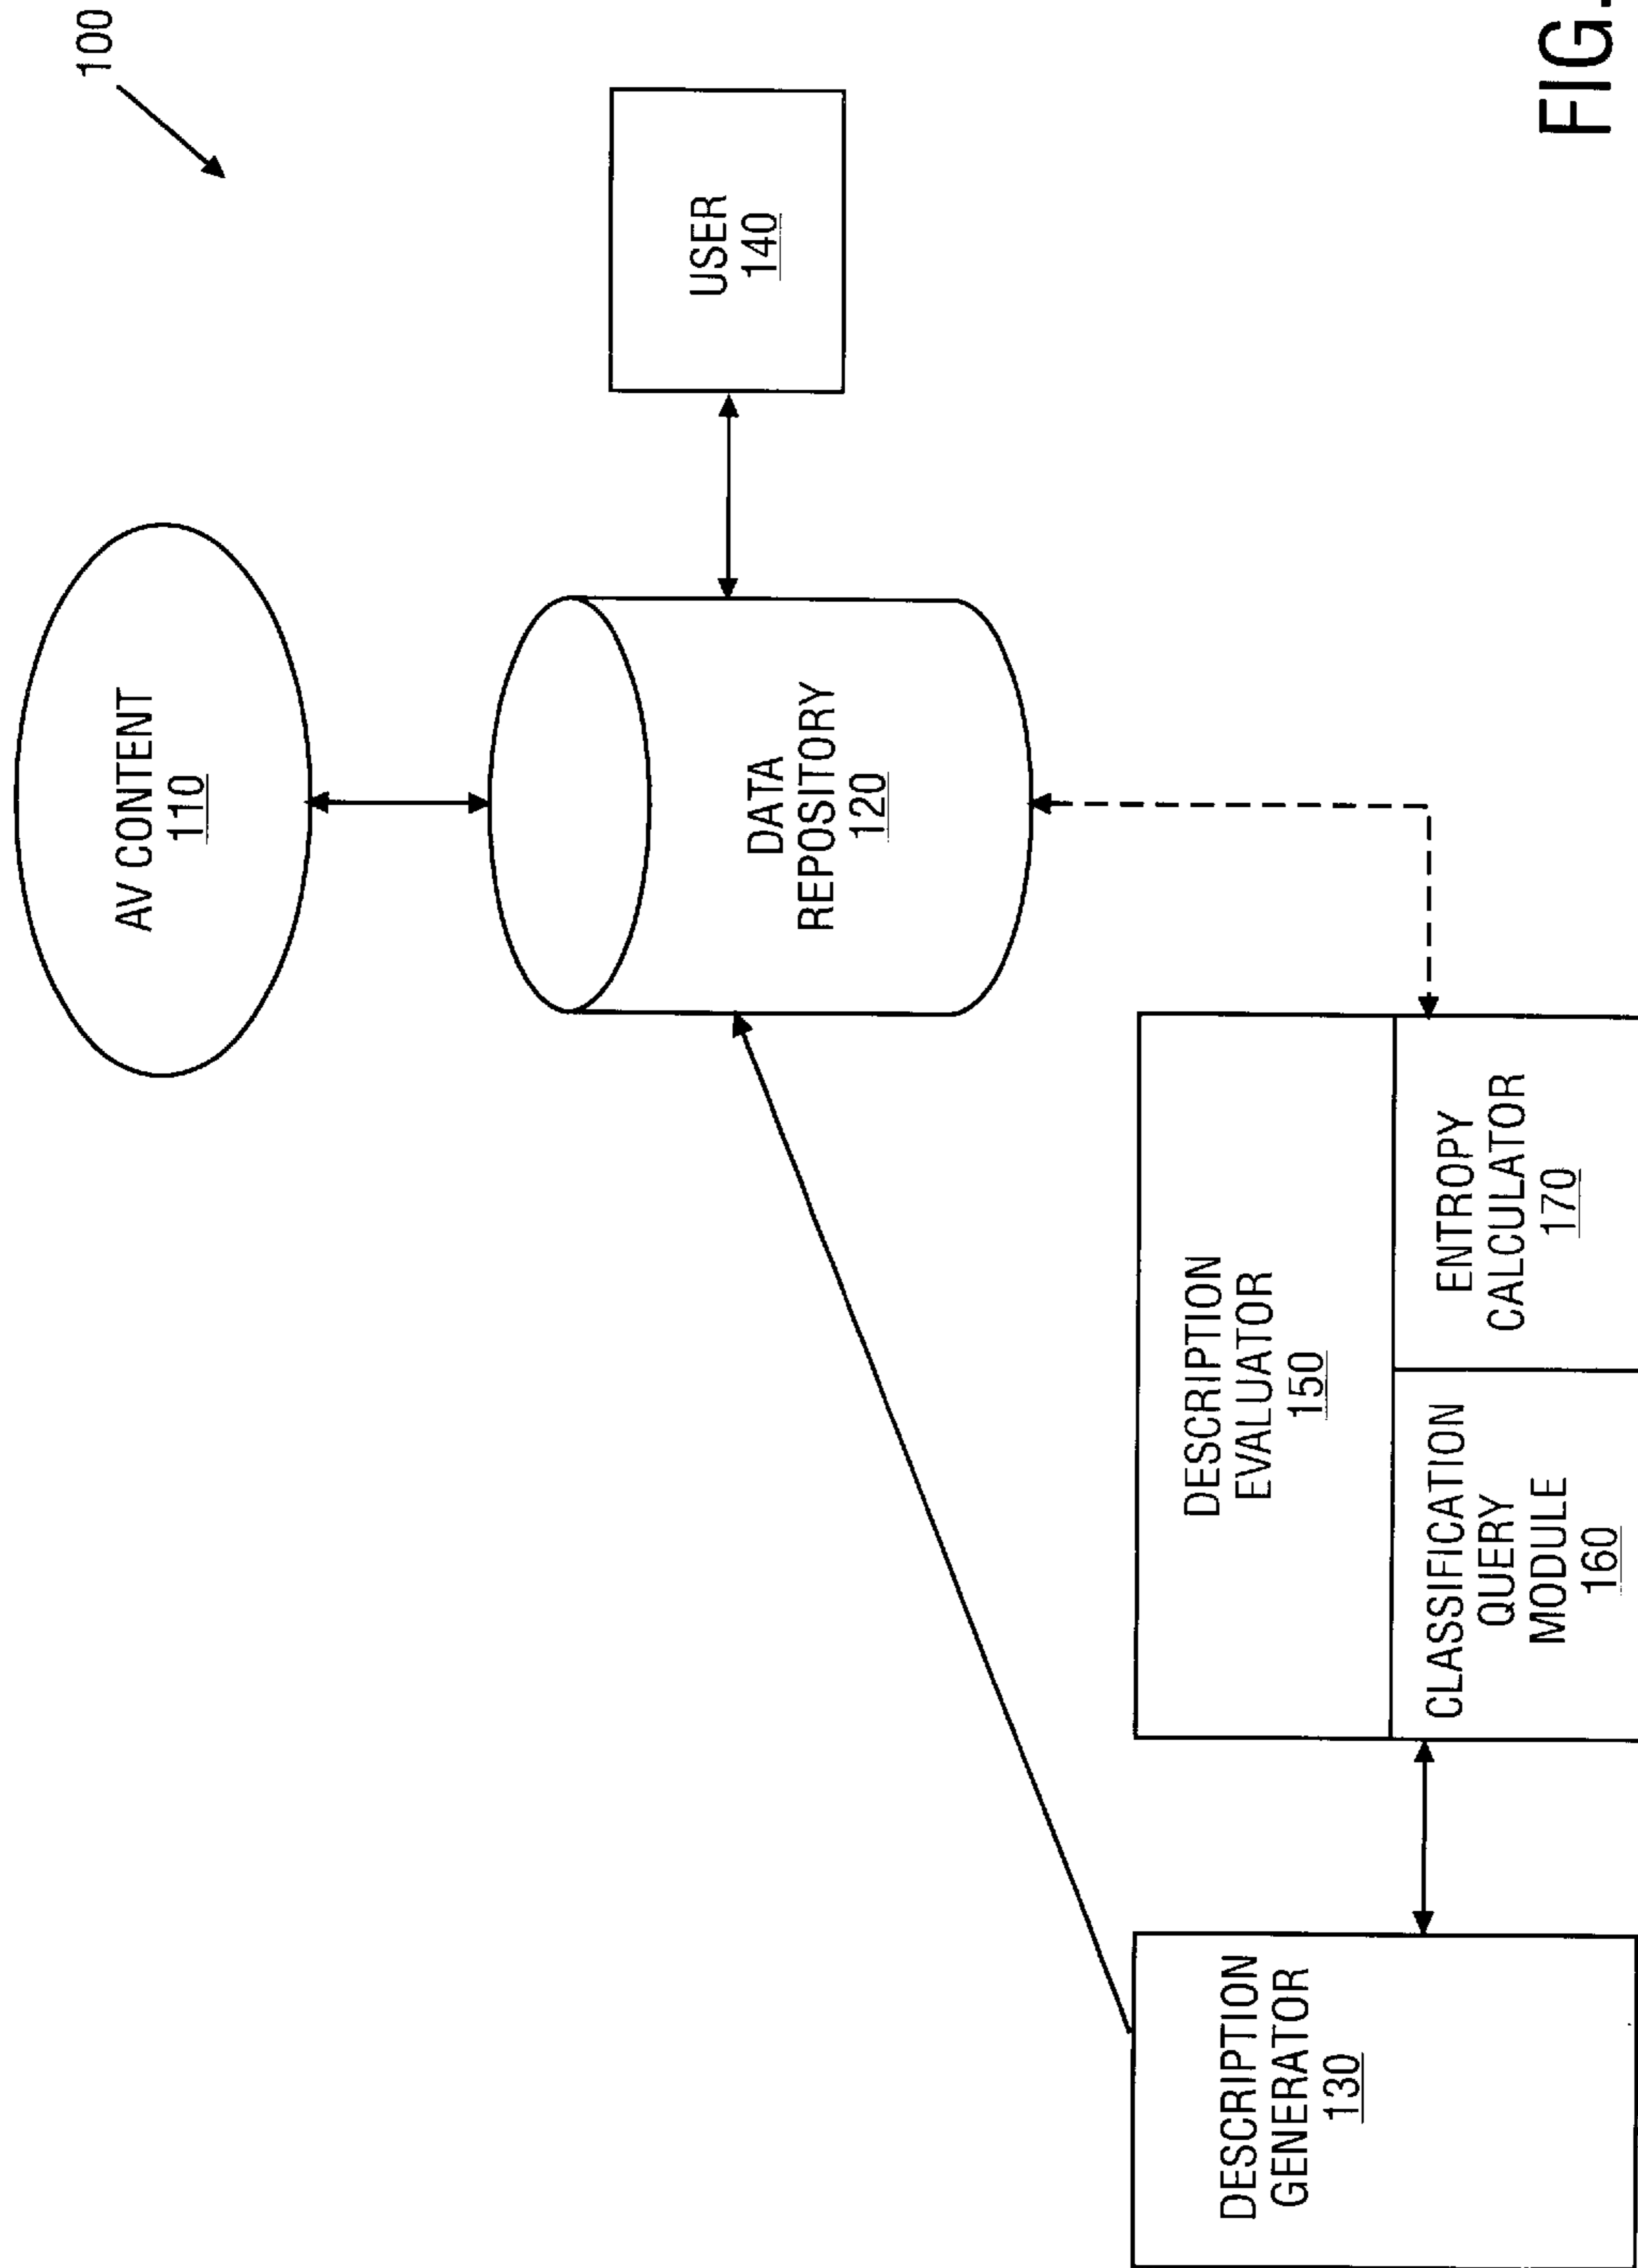 100
AV CONTENT
110
DATA
REPOSITORY
120
USER
140
DESCRIPTION
GENERATOR
130
DESCRIPTION
EVALUATOR
150
CLASSIFICATION
QUERY
MODULE
160
ENTROPY
CALCULATOR
170
FIG.